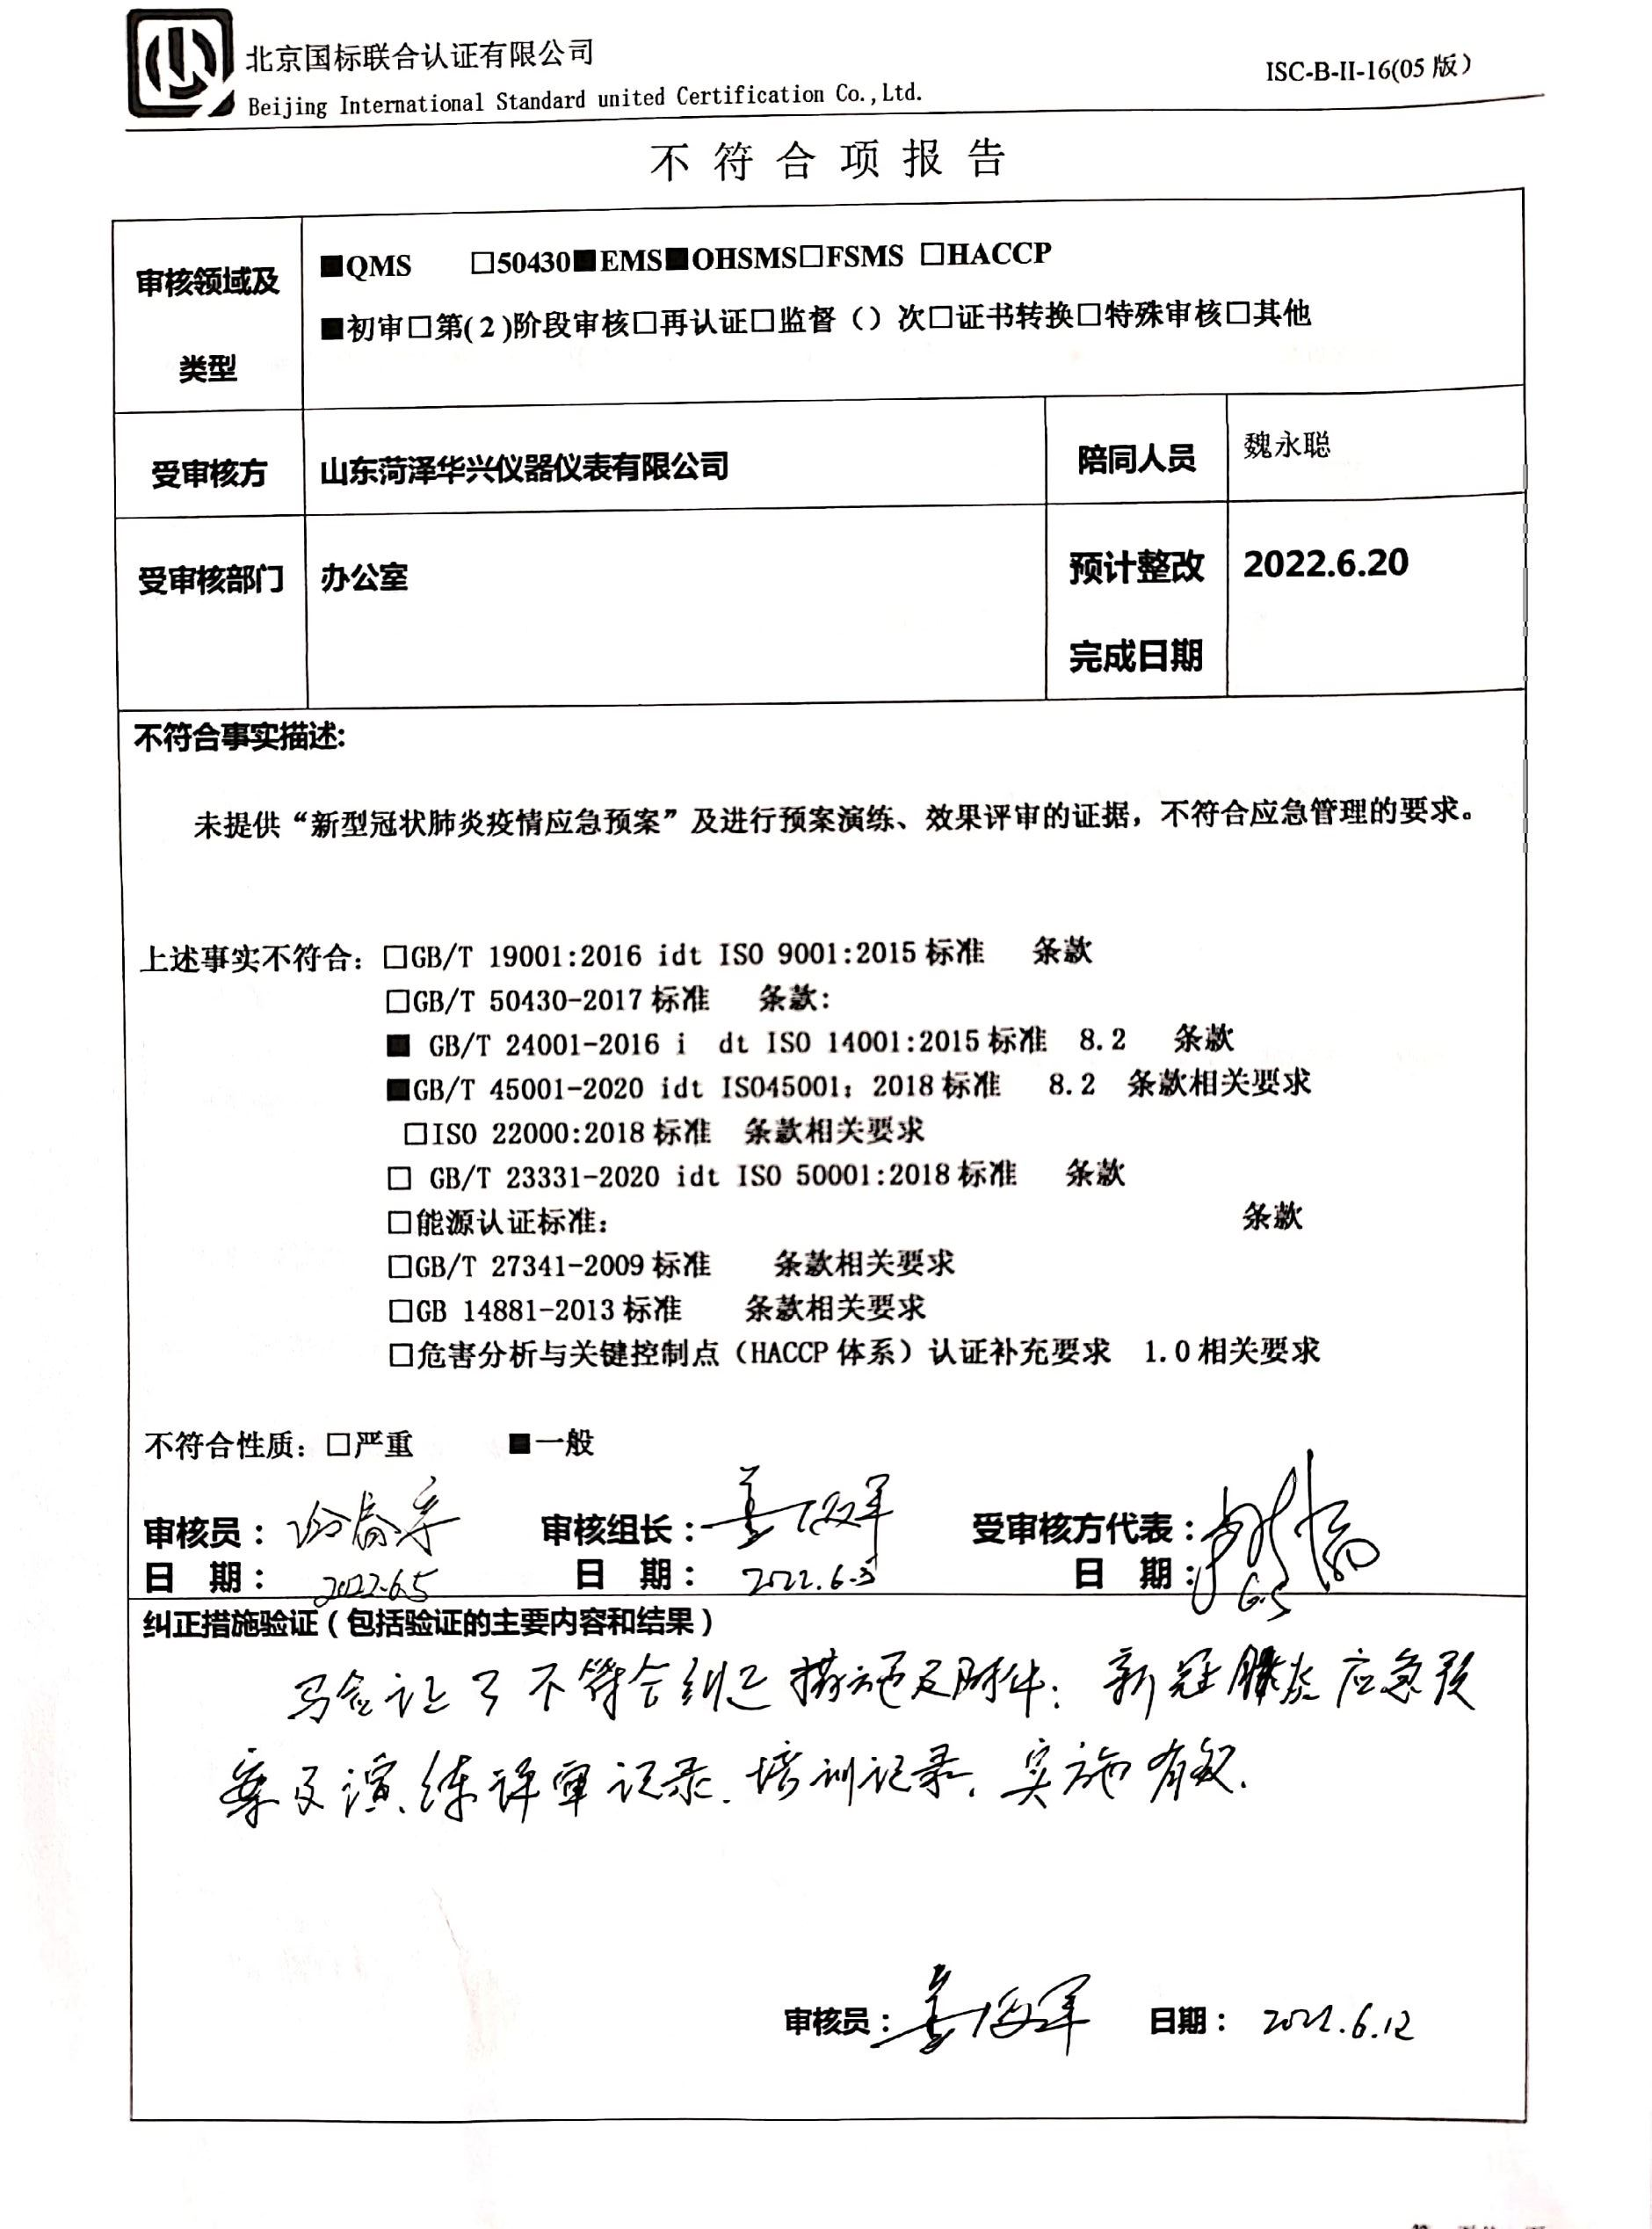 北京国标联合认证有限公司
Beijing International Standard united Certification Co.,Ltd.
ISC-B-II-16(05 版)
不 符 合 项 报 告
审核领域及
类型
■QMS □50430■EMS■OHSMS□FSMS □HACCP
■初审□第(2)阶段审核□再认证□监督（）次□证书转换□特殊审核□其他
受审核方
山东菏泽华兴仪器仪表有限公司
陪同人员
魏永聪
受审核部门
办公室
预计整改
完成日期
2022.6.20
不符合事实描述:
未提供“新型冠状肺炎疫情应急预案”及进行预案演练、效果评审的证据，不符合应急管理的要求。
上述事实不符合：□GB/T 19001:2016 idt ISO 9001:2015 标准 条款
□GB/T 50430-2017 标准 条款:
■ GB/T 24001-2016 i dt ISO 14001:2015 标准 8.2 条款
■GB/T 45001-2020 idt ISO45001：2018 标准 8.2 条款相关要求
□ISO 22000:2018 标准 条款相关要求
□ GB/T 23331-2020 idt ISO 50001:2018 标准 条款
□能源认证标准: 条款
□GB/T 27341-2009 标准 条款相关要求
□GB 14881-2013 标准 条款相关要求
□危害分析与关键控制点（HACCP 体系）认证补充要求 1.0 相关要求
不符合性质：□严重 ■一般
审核员： 审核组长： 受审核方代表：
日 期： 2022.6.5 日 期： 2022.6.5 日 期： 6.5
纠正措施验证（包括验证的主要内容和结果）
验证了不符合纠正措施及附件：新冠肺炎应急预
案及演练评审记录、培训记录，实施有效.
审核员： 日期： 2022.6.12